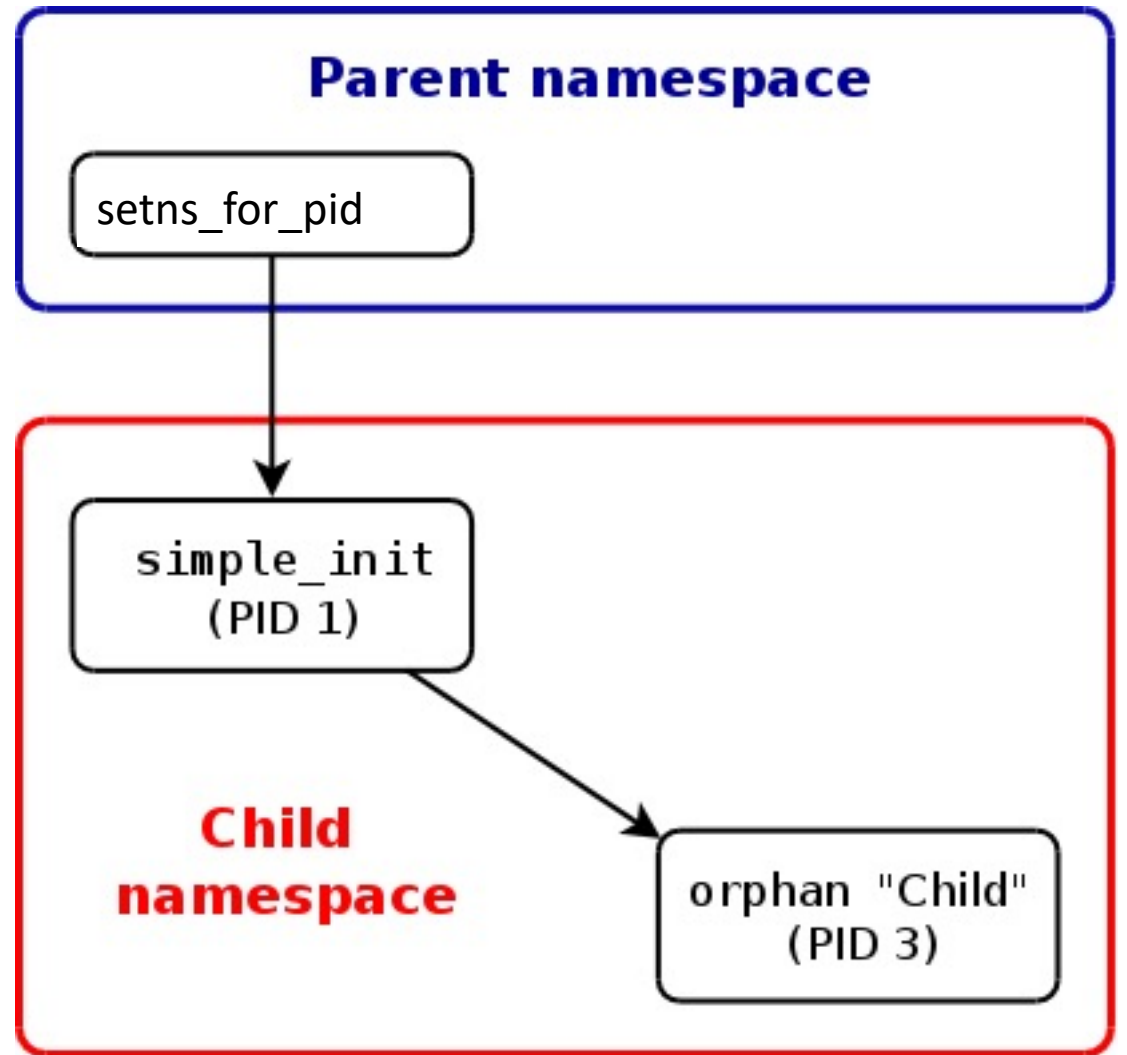 Parent namespace
setns_for_pid
simple_init
(PID 1)
Child
namespace
orphan "Child"
(PID 3)